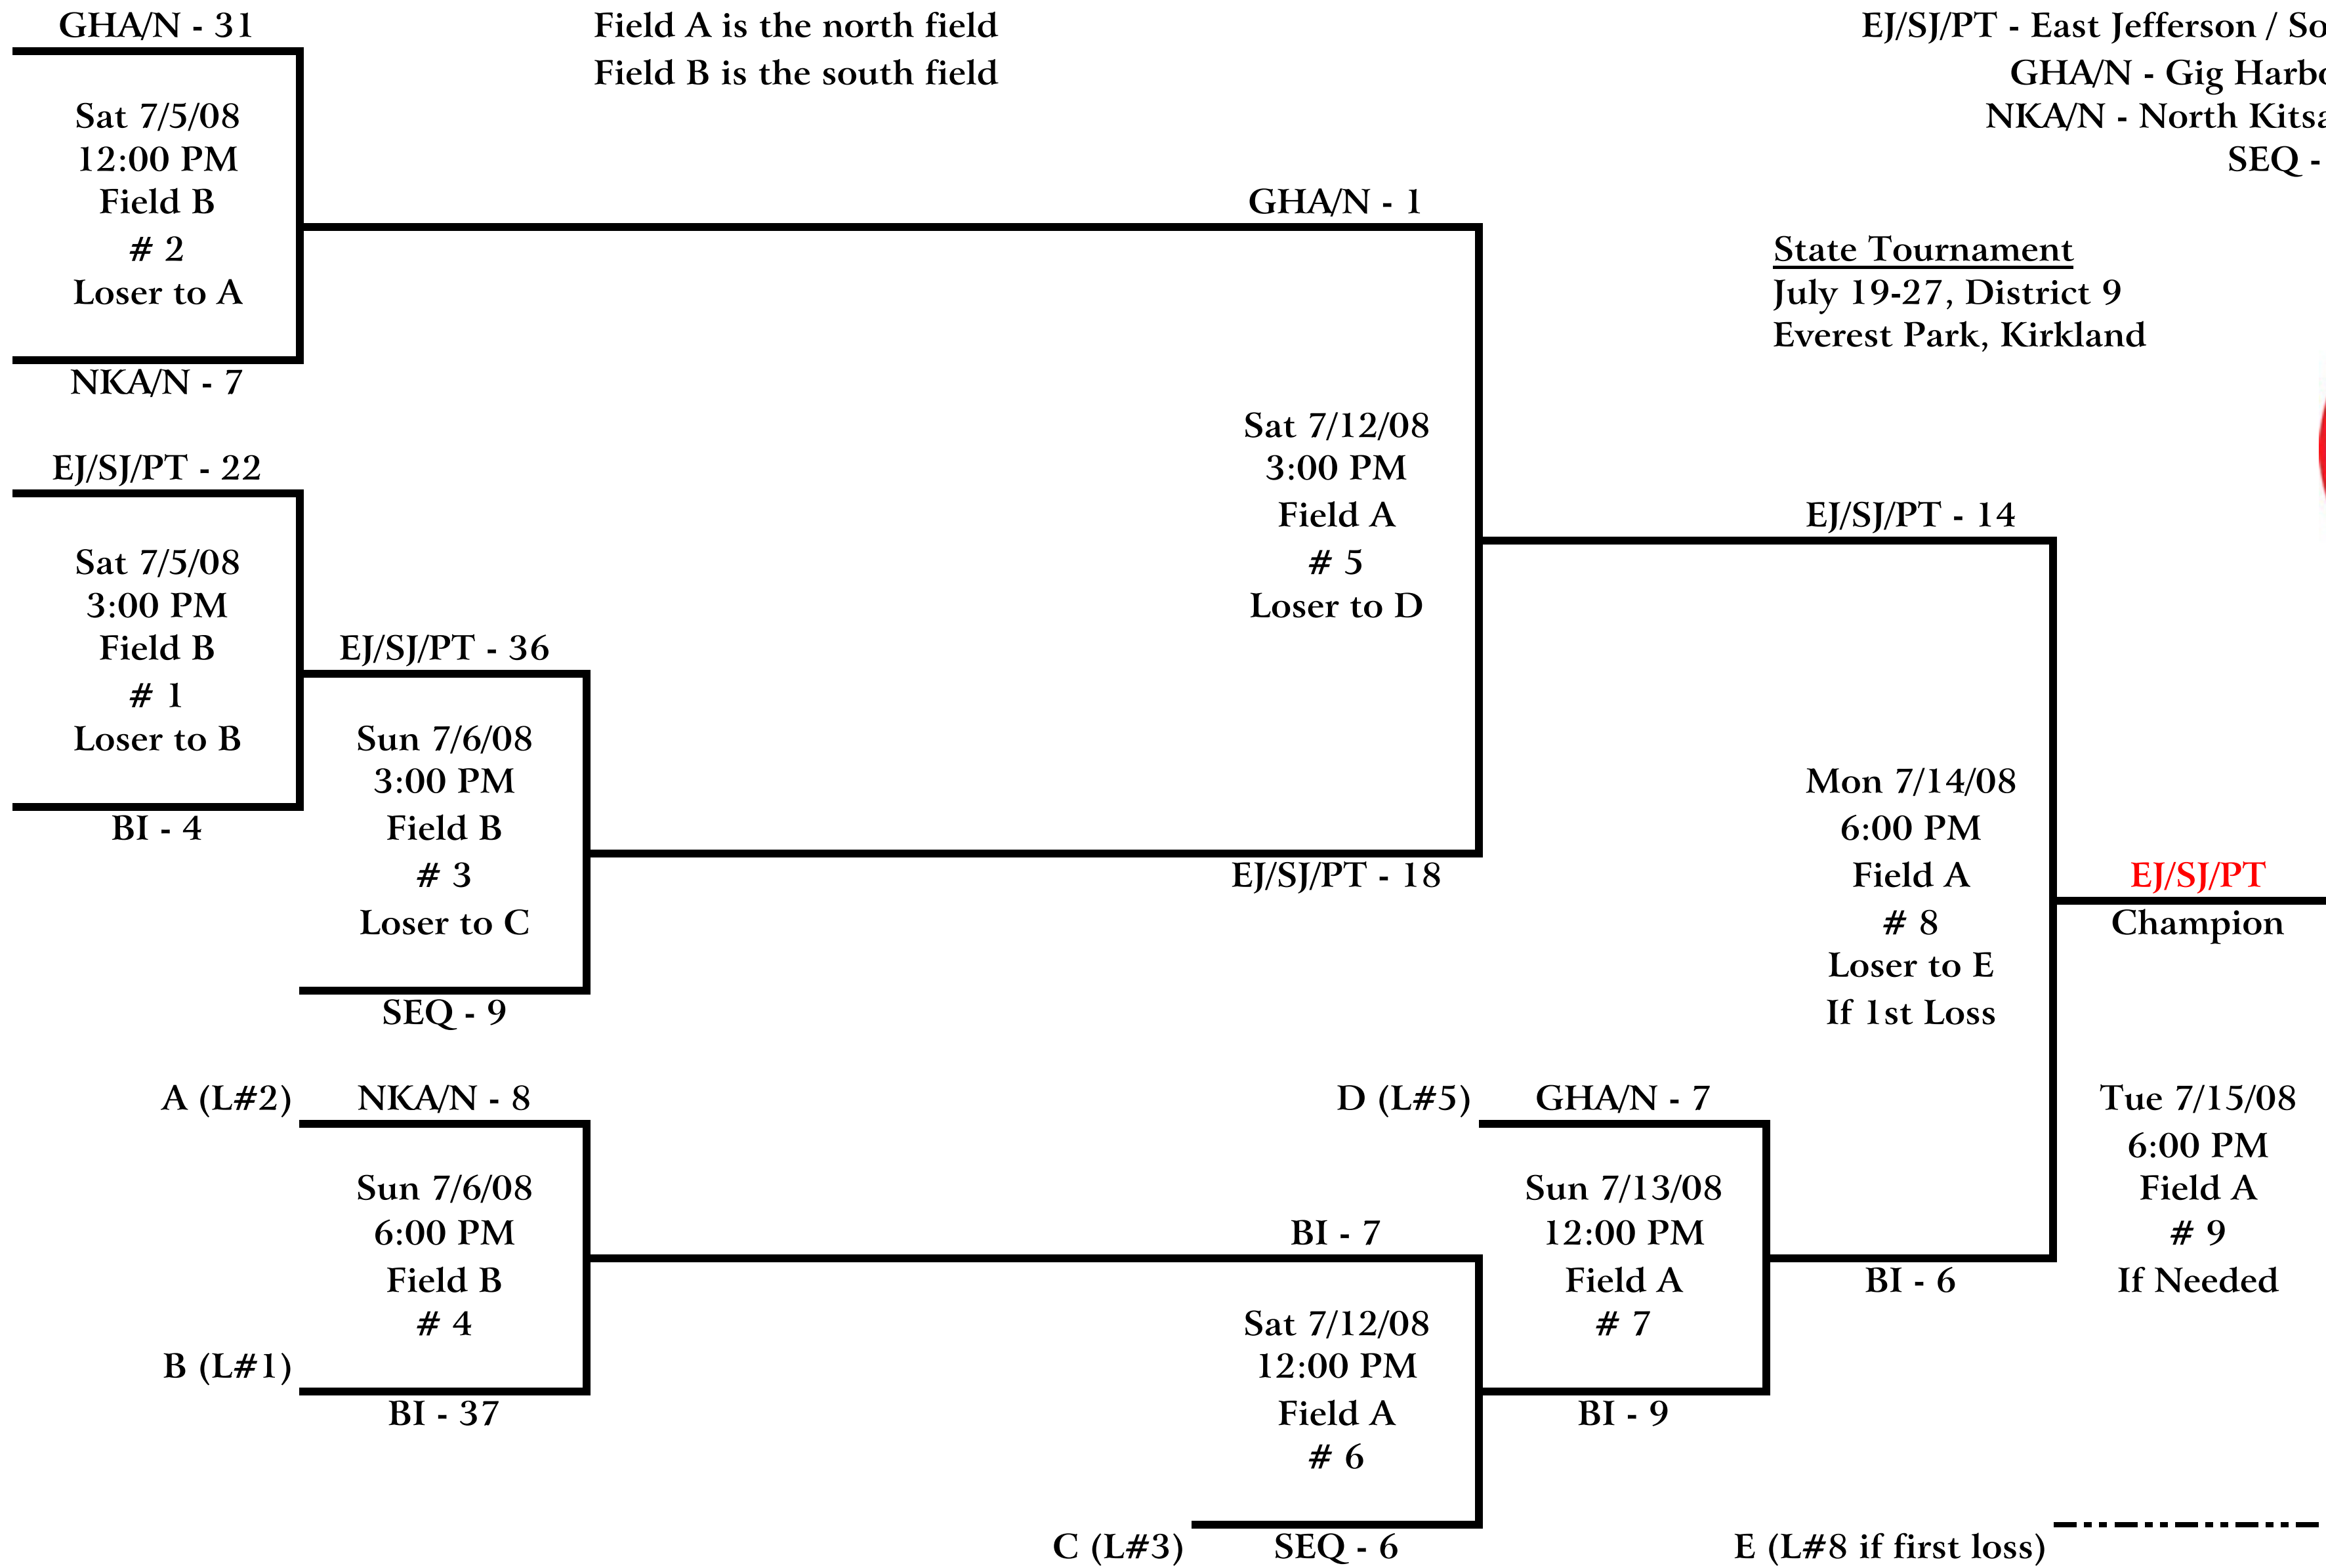 GHA/N - 31
Field A is the north field
Field B is the south field
EJ/SJ/PT - East Jefferson /
GHA/N - Gig
NKA/N - North
SEQ -
Sat 7/5/08
12:00 PM
Field B
# 2
Loser to A
NKA/N - 7
GHA/N - 1
State Tournament
July 19-27, District 9
Everest Park, Kirkland
EJ/SJ/PT - 22
Sat 7/5/08
3:00 PM
Field B
# 1
Loser to B
BI - 4
EJ/SJ/PT - 36
Sun 7/6/08
3:00 PM
Field B
# 3
Loser to C
SEQ - 9
Sat 7/12/08
3:00 PM
Field A
# 5
Loser to D
EJ/SJ/PT - 18
EJ/SJ/PT - 14
Mon 7/14/08
6:00 PM
Field A
# 8
Loser to E
If 1st Loss
EJ/SJ/PT
Champion
A (L#2)
NKA/N - 8
Sun 7/6/08
6:00 PM
Field B
# 4
B (L#1)
BI - 37
BI - 7
Sat 7/12/08
12:00 PM
Field A
# 6
C (L#3)
SEQ - 6
D (L#5)
GHA/N - 7
Sun 7/13/08
12:00 PM
Field A
# 7
BI - 9
BI - 6
Tue 7/15/08
6:00 PM
Field A
# 9
If Needed
E (L#8 if first loss)